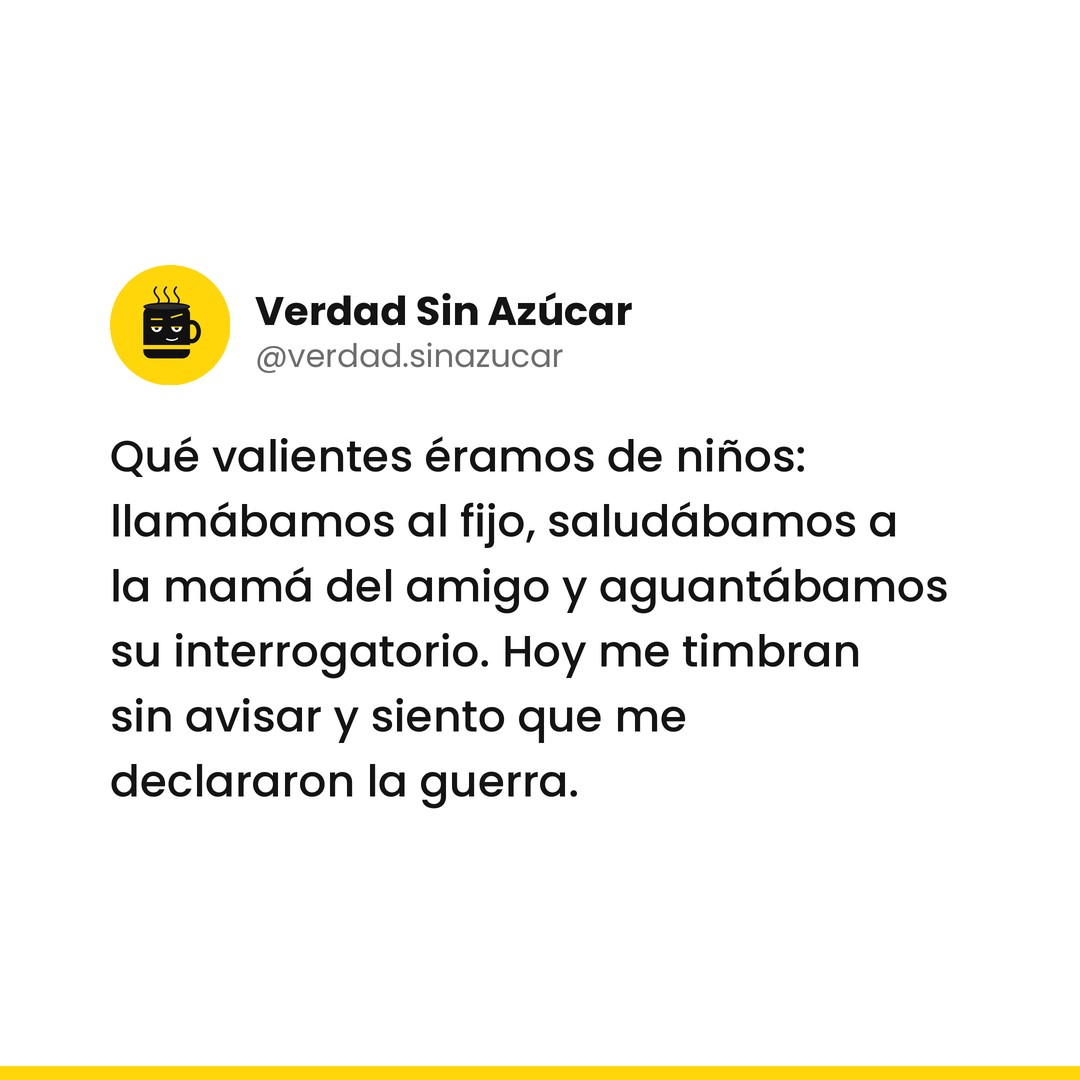 Verdad Sin Azúcar
@verdad.sinazucar
Qué valientes éramos de niños:
llamábamos al fijo, saludábamos a
la mamá del amigo y aguantábamos
su interrogatorio. Hoy me timbran
sin avisar y siento que me
declararon la guerra.